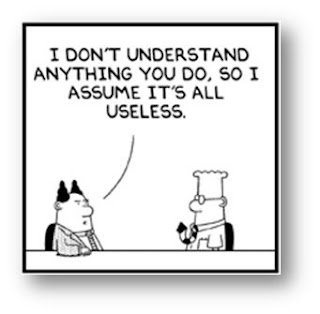 I DON'T UNDERSTAND
ANYTHING YOU DO, SO I
ASSUME IT'S ALL
USELESS.